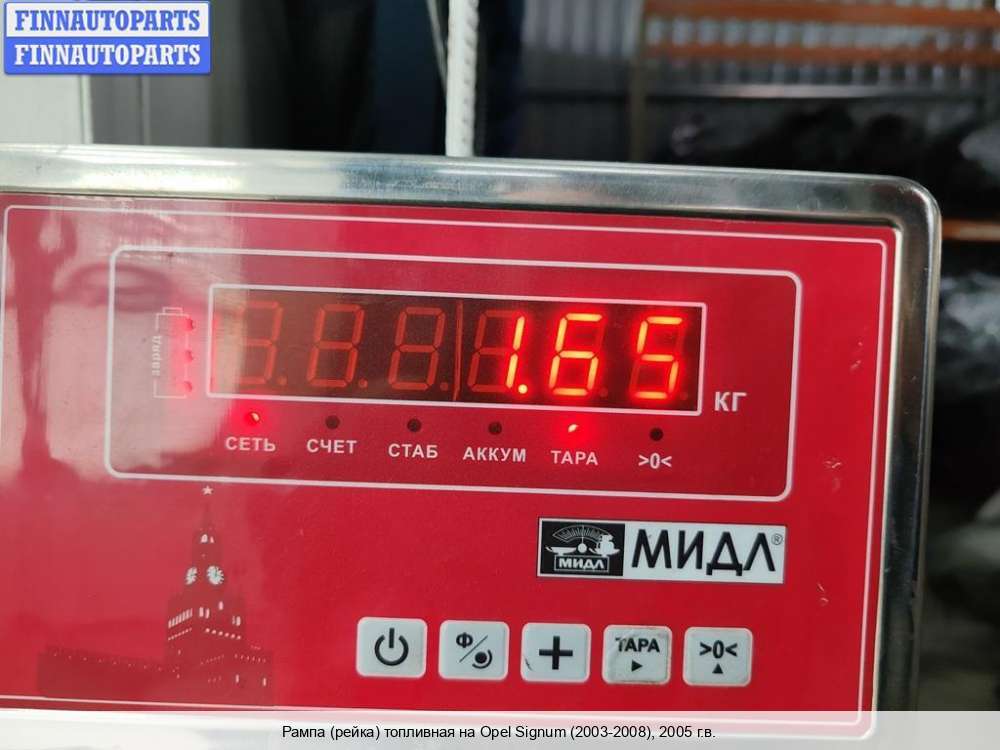 FINNAUTOPARTS
FINNAUTOPARTS
заряд
1.65
КГ
СЕТЬ СЧЕТ СТАБ АККУМ ТАРА >0<
МИДЛ МИДЛ®
Ф ТАРА >0<
Рампа (рейка) топливная на Opel Signum (2003-2008), 2005 г.в.